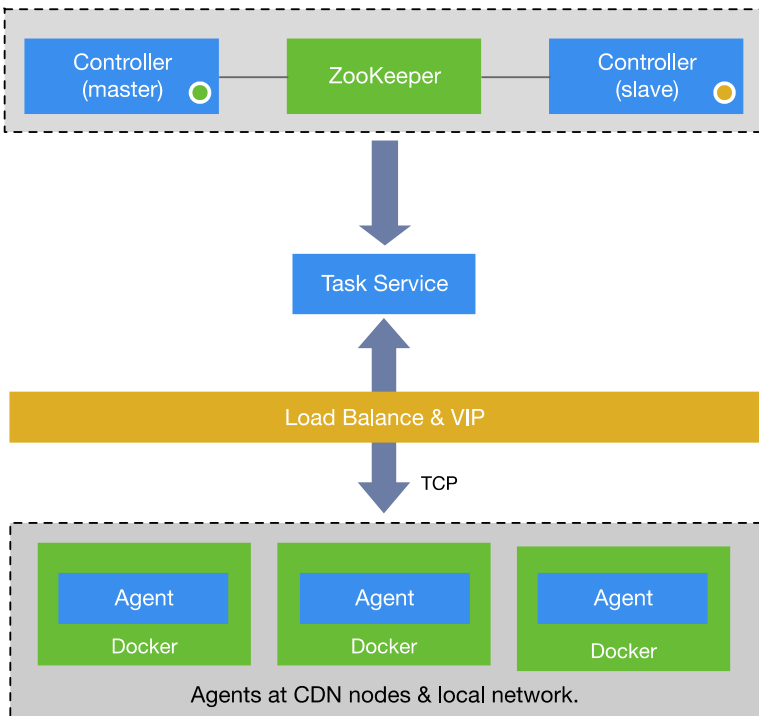 Controller
(master)
ZooKeeper
Controller
(slave)
Task Service
Load Balance & VIP
TCP
Agent
Docker
Agent
Docker
Agent
Docker
Agents at CDN nodes & local network.